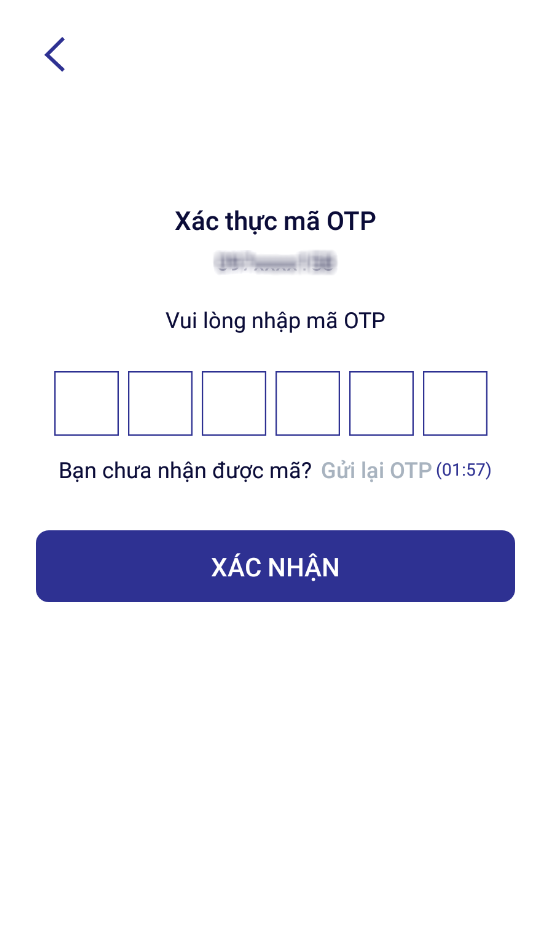 Xác thực mã OTP
Vui lòng nhập mã OTP
Bạn chưa nhận được mã? Gửi lại OTP (01:57)
XÁC NHẬN